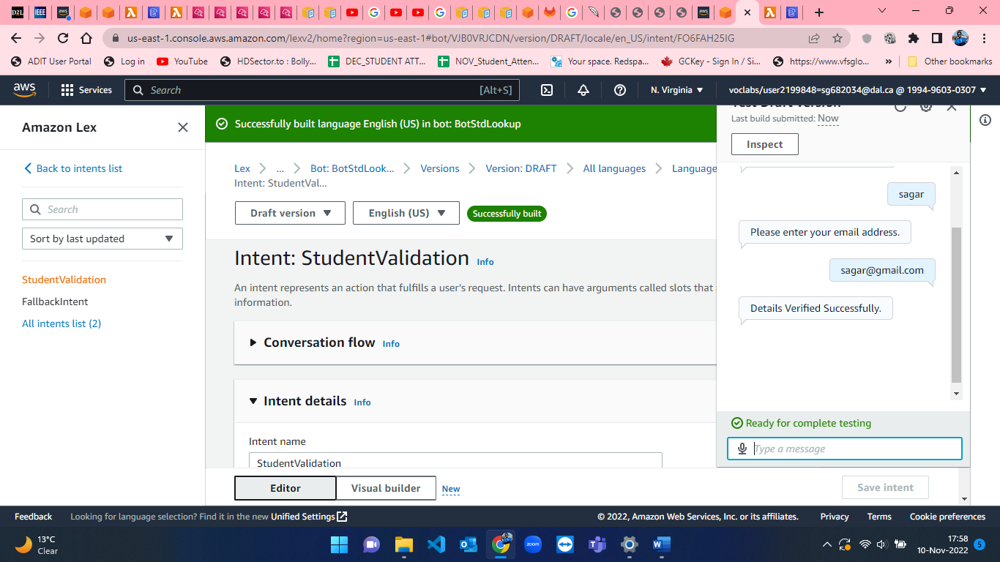 us-east-1.console.aws.amazon.com/lexv2/home?region=us-east-1#bot/VJB0VRJCDN/version/DRAFT/locale/en_US/intent/FO6FAH25IG
ADIT User Portal
Log in
YouTube
HDSector.to : Bolly...
DEC_STUDENT ATT...
NOV_Student_Atten...
Your space. Redspa...
GCKey - Sign In / Si...
https://www.vfsglo...
»
Other bookmarks
aws
Services
Search
[Alt+S]
N. Virginia
voclabs/user2199848=sg682034@dal.ca @ 1994-9603-0307
Amazon Lex
Back to intents list
Search
Sort by last updated
StudentValidation
FallbackIntent
All intents list (2)
Successfully built language English (US) in bot: BotStdLookup
Lex
...
Bot: BotStdLook...
Versions
Version: DRAFT
All languages
Language
Intent: StudentVal...
Draft version
English (US)
Successfully built
Intent: StudentValidation
Info
An intent represents an action that fulfills a user's request. Intents can have arguments called slots that
information.
Conversation flow
Info
Intent details
Info
Intent name
StudentValidation
Editor
Visual builder
New
Save intent
Test Draft version
Last build submitted: Now
Inspect
sagar
Please enter your email address.
sagar@gmail.com
Details Verified Successfully.
Ready for complete testing
Type a message
Feedback
Looking for language selection? Find it in the new Unified Settings
© 2022, Amazon Web Services, Inc. or its affiliates.
Privacy
Terms
Cookie preferences
13°C
Clear
zoom
17:58
10-Nov-2022
5